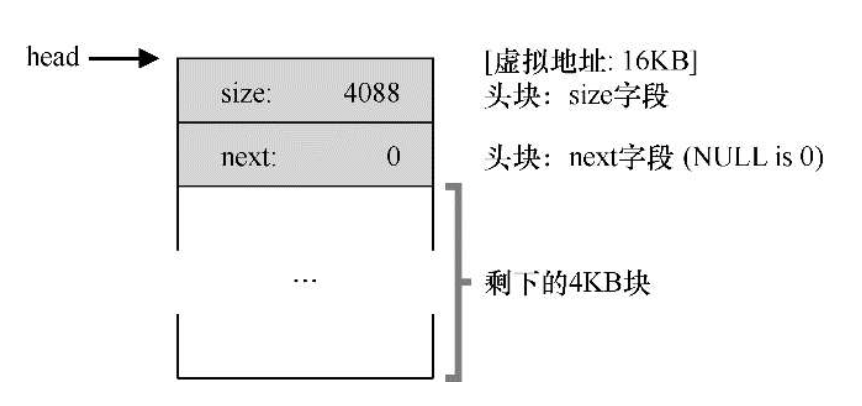 head
[虚拟地址: 16KB]
size: 4088
头块：size字段
next: 0
头块：next字段 (NULL is 0)
...
剩下的4KB块